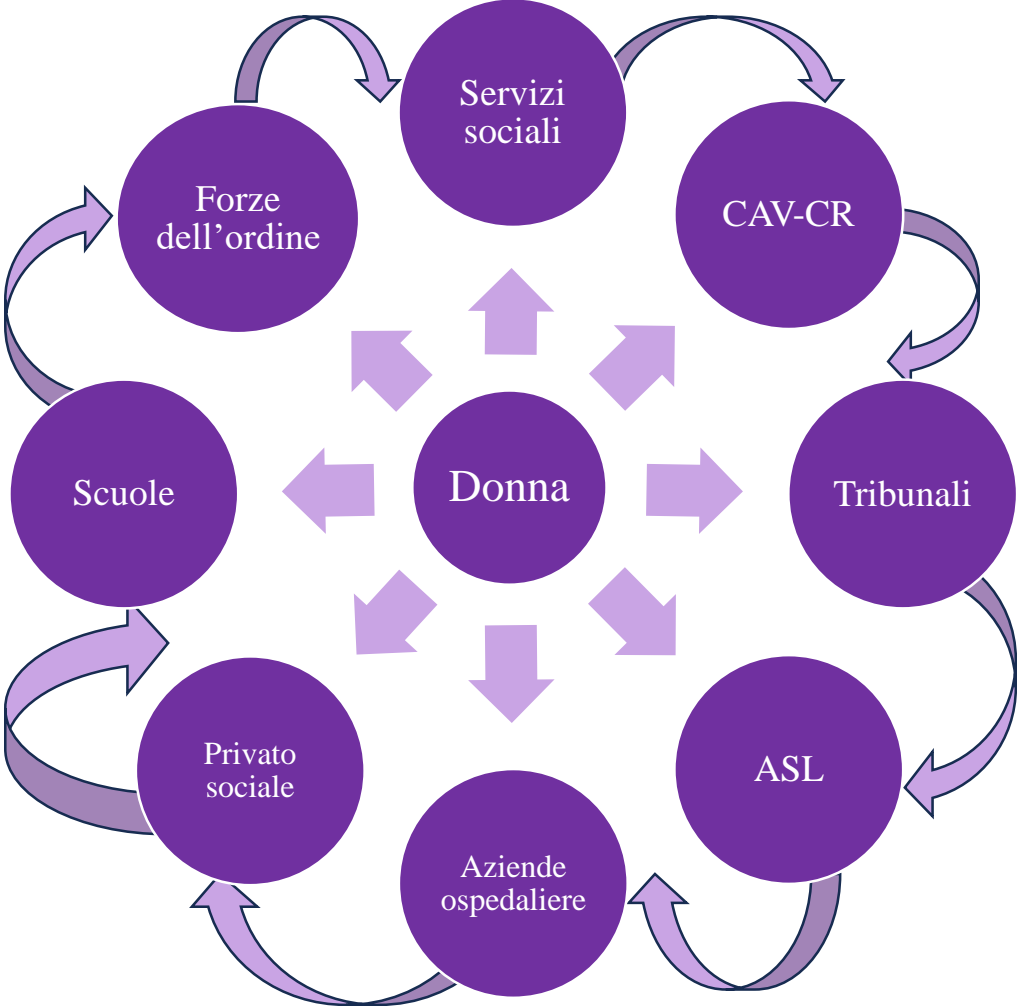 Servizi
sociali
Forze
dell’ordine
CAV-CR
Scuole
Donna
Tribunali
Privato
sociale
ASL
Aziende
ospedaliere